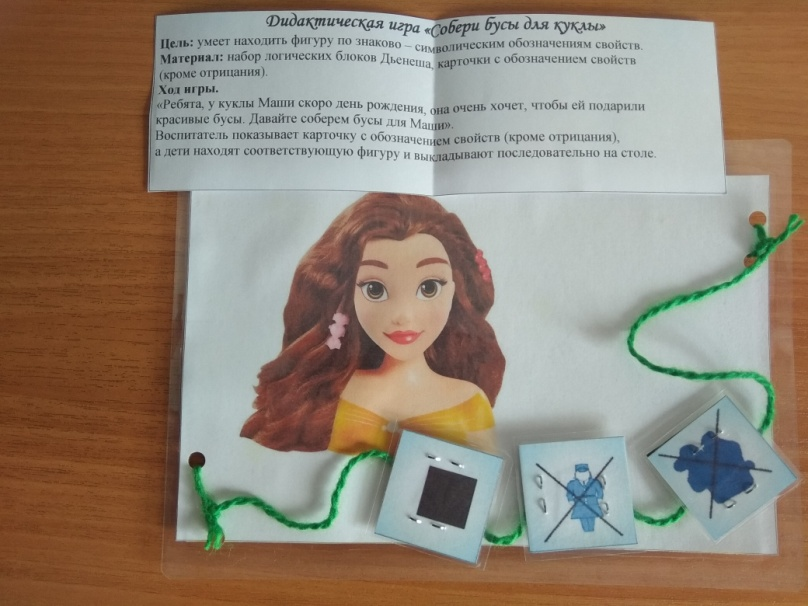 Дидактическая игра «Собери бусы для куклы»
Цель: умеет находить фигуру по знаково – символическим обозначениям свойств.
Материал: набор логических блоков Дьенеша, карточки с обозначением свойств
(кроме отрицания).
Ход игры.
«Ребята, у куклы Маши скоро день рождения, она очень хочет, чтобы ей подарили
красивые бусы. Давайте соберем бусы для Маши».
Воспитатель показывает карточку с обозначением свойств (кроме отрицания),
а дети находят соответствующую фигуру и выкладывают последовательно на столе.